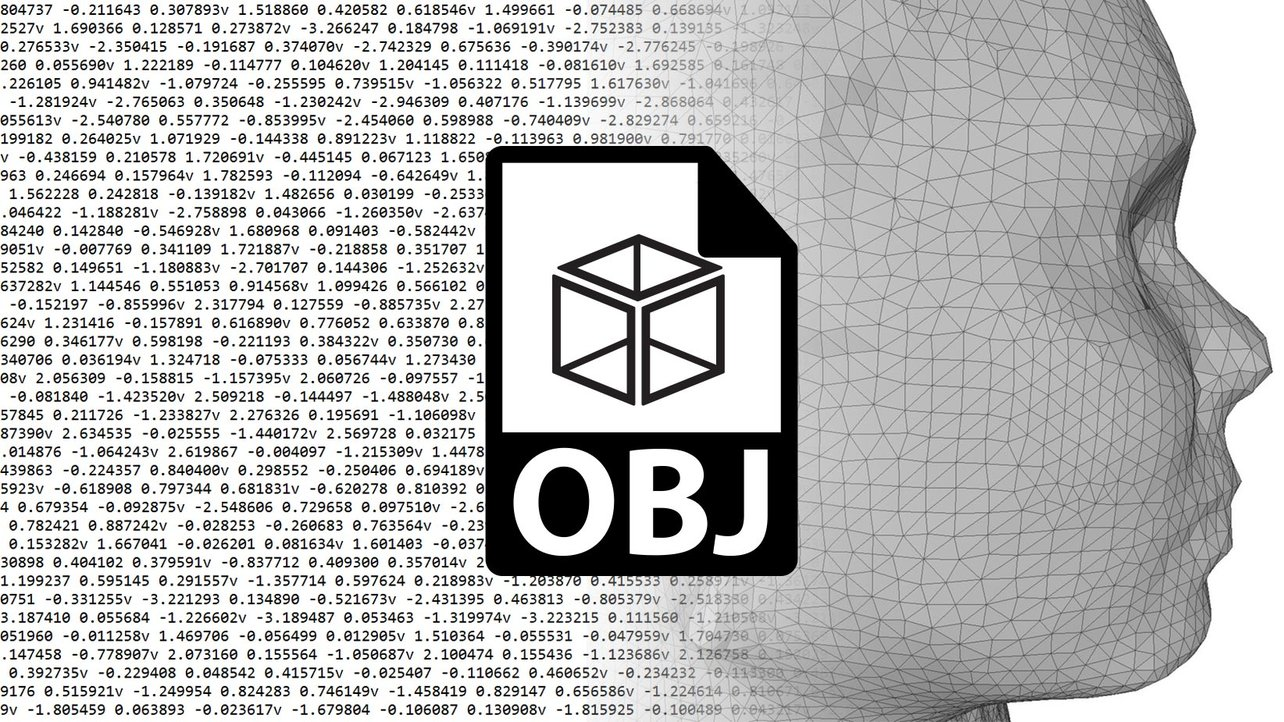 804737 -0.211643 0.307893v 1.518860 0.420582 0.618546v 1.499661 -0.074485 0.668694v
2527v 1.690366 0.128571 0.273872v -3.266247 0.184798 -1.069191v -2.752383 0.139135
0.276533v -2.350415 -0.191687 0.374070v -2.742329 0.675636 -0.390174v -2.776245
260 0.055690v 1.222189 -0.114777 0.104620v 1.204145 0.111418 -0.081610v 1.692585
.226105 0.941482v -1.079724 -0.255595 0.739515v -1.056322 0.517795 1.617630v
-1.281924v -2.765063 0.350648 -1.230242v -2.946309 0.407176 -1.139699v -2.868064
055613v -2.540780 0.557772 -0.853995v -2.454060 0.598988 -0.740409v -2.829274
199182 0.264025v 1.071929 -0.144338 0.891223v 1.118822 -0.113963 0.981900v 0.791770
v -0.438159 0.210578 1.720691v -0.445145 0.067123 1.650
963 0.246694 0.157964v 1.782593 -0.112094 -0.642649v 1.
1.562228 0.242818 -0.139182v 1.482656 0.030199 -0.2533
.046422 -1.188281v -2.758898 0.043066 -1.260350v -2.637
84240 0.142840 -0.546928v 1.680968 0.091403 -0.582442v
9051v -0.007769 0.341109 1.721887v -0.218858 0.351707 1
52582 0.149651 -1.180883v -2.701707 0.144306 -1.252632v
637282v 1.144546 0.551053 0.914508v 1.099426 0.566102 0
-0.152197 -0.855996v 2.317794 0.127559 -0.885735v 2.27
624v 1.231416 -0.157891 0.616890v 0.776052 0.633870 0.8
6290 0.346177v 0.598198 -0.221193 0.384322v 0.350730 0.
340706 0.036194v 1.324718 -0.075333 0.056744v 1.273430
08v 2.056309 -0.158815 -1.157395v 2.060726 -0.097557 -1
-0.081840 -1.423520v 2.509218 -0.144497 -1.488048v 2.50
57845 0.211726 -1.233827v 2.276326 0.195691 -1.106098v
87390v 2.634535 -0.025555 -1.440172v 2.569728 0.032175
.014876 -1.064243v 2.619867 -0.004097 -1.215309v 1.4478
439863 -0.224357 0.840400v 0.298552 -0.250406 0.694189v
5923v -0.618908 0.797344 0.681831v -0.620278 0.810392 0
4 0.679354 -0.092875v -2.548606 0.729658 0.097510v -2.6
0.782421 0.887242v -0.028253 -0.260683 0.763564v -0.23
0.153282v 1.667041 -0.026201 0.081634v 1.601403 -0.037
30898 0.404102 0.379591v -0.837712 0.409300 0.357014v 2
1.199237 0.595145 0.291557v -1.357714 0.597624 0.218983v -1.203870 0.415533 0.258971v
0751 -0.331255v -3.221293 0.134890 -0.521673v -2.431395 0.463813 -0.805379v -2.518330
3.187410 0.055684 -1.226602v -3.189487 0.053463 -1.319974v -3.223215 0.111560 -1.210508v
051960 -0.011258v 1.469706 -0.056499 0.012905v 1.510364 -0.055531 -0.047959v 1.704730
.147458 -0.778907v 2.073160 0.155564 -1.050687v 2.100474 0.155436 -1.123686v 2.126758
0.392735v -0.229408 0.048542 0.415715v -0.025407 -0.110662 0.460652v -0.234232
9176 0.515921v -1.249954 0.824283 0.746149v -1.458419 0.829147 0.656586v -1.224614
9v -1.805459 0.063893 -0.023617v -1.679804 -0.106087 0.130908v -1.815925 -0.100489
OBJ